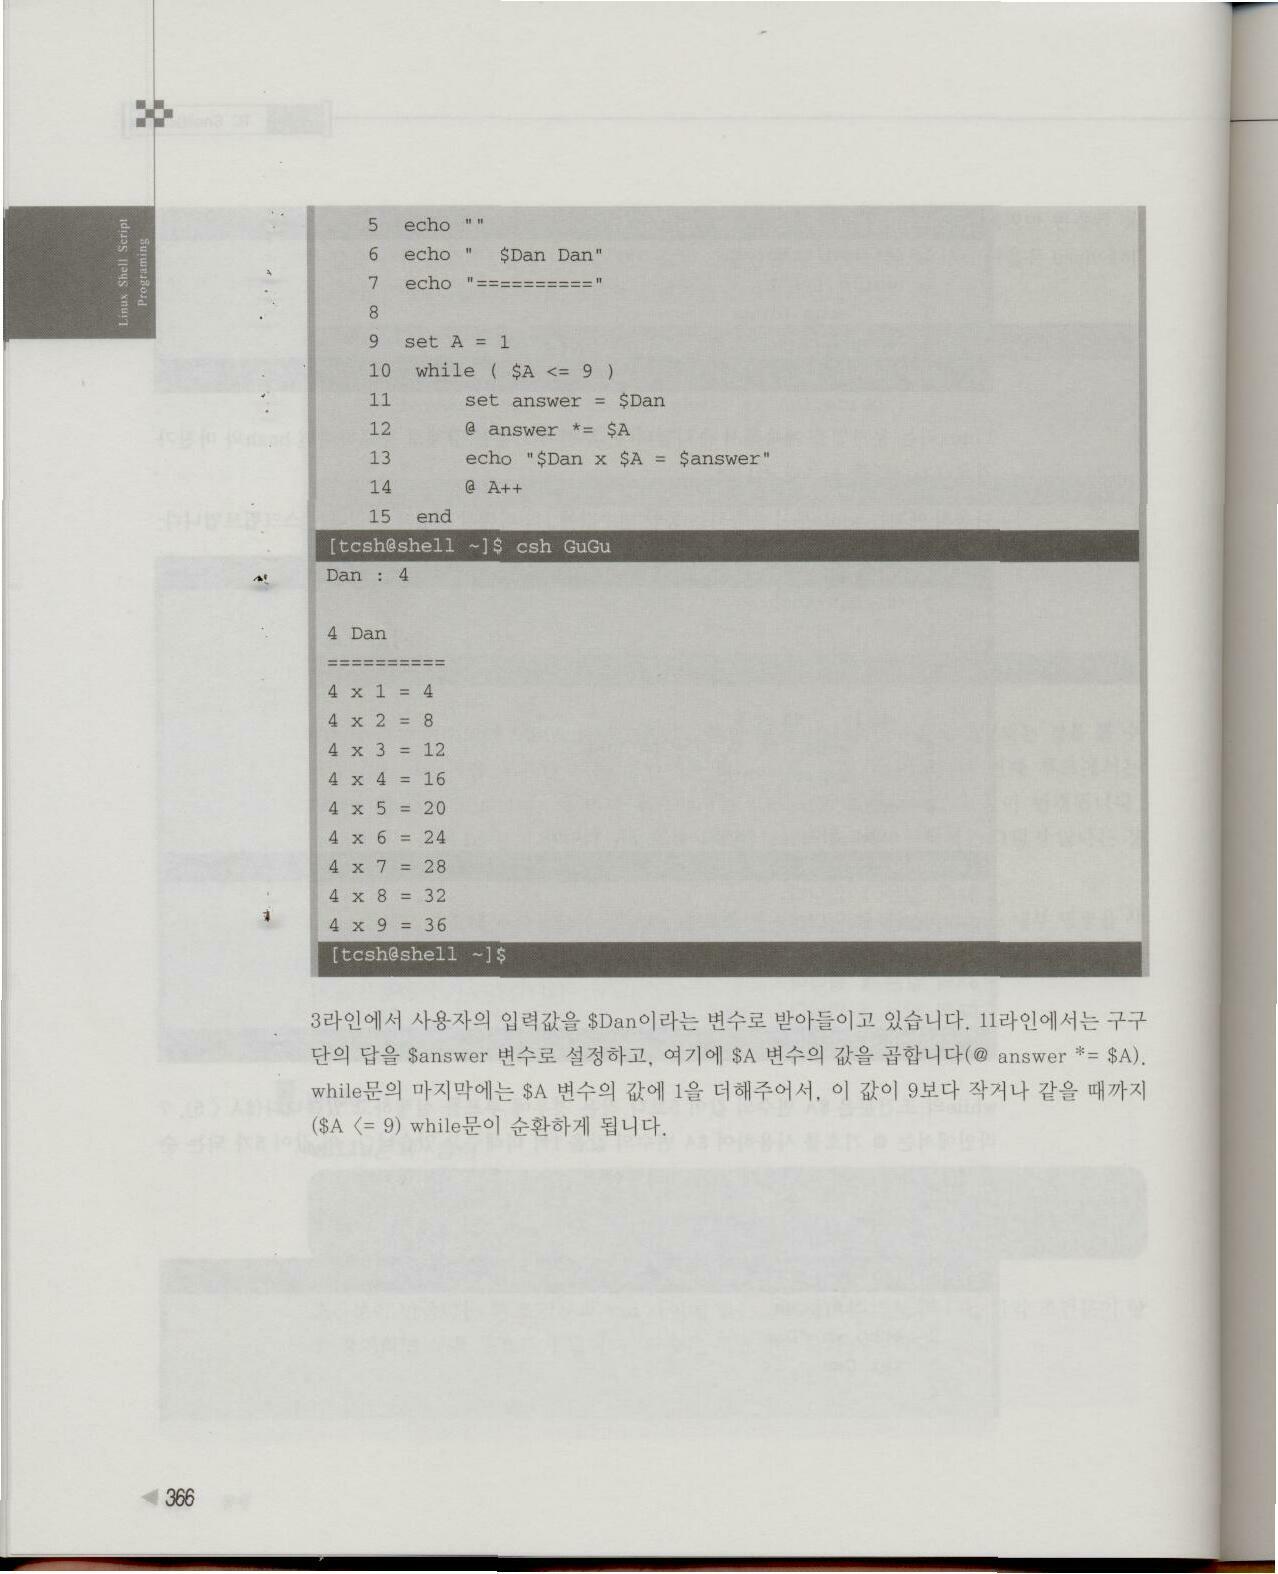 Linux Shell Script
Programing
5 echo ""
6 echo "  $Dan Dan"
7 echo "=========="
8
9 set A = 1
10 while ( $A <= 9 )
11     set answer = $Dan
12     @ answer *= $A
13     echo "$Dan x $A = $answer"
14     @ A++
15 end
[tcsh@shell ~]$ csh GuGu
Dan : 4
4 Dan
==========
4 x 1 = 4
4 x 2 = 8
4 x 3 = 12
4 x 4 = 16
4 x 5 = 20
4 x 6 = 24
4 x 7 = 28
4 x 8 = 32
4 x 9 = 36
[tcsh@shell ~]$
3라인에서 사용자의 입력값을 $Dan이라는 변수로 받아들이고 있습니다. 11라인에서는 구구
단의 답을 $answer 변수로 설정하고, 여기에 $A 변수의 값을 곱합니다(@ answer *= $A).
while문의 마지막에는 $A 변수의 값에 1을 더해주어서, 이 값이 9보다 작거나 같을 때까지
($A <= 9) while문이 순환하게 됩니다.
366